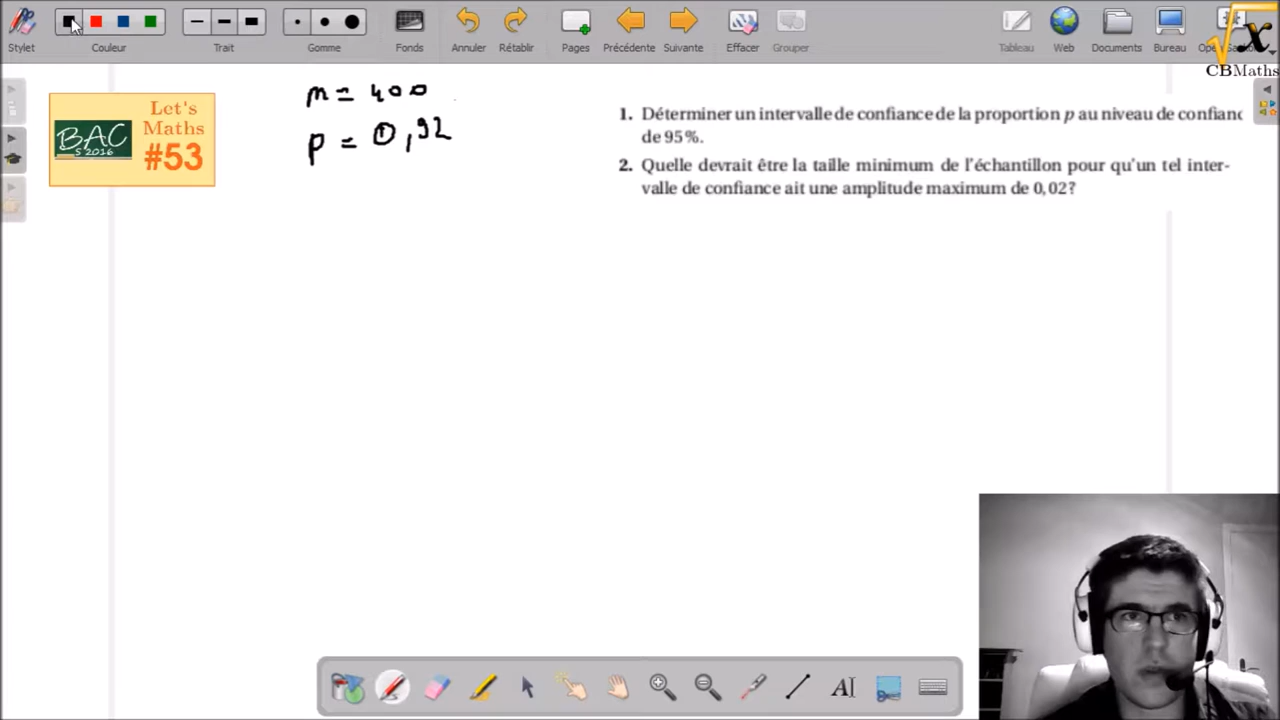 Stylet
Couleur
Trait
Gomme
Fonds
Annuler
Rétablir
Pages
Précédente
Suivante
Effacer
Grouper
Tableau
Web
Documents
Bureau
√x
CBMaths
BAC
S 2016
Let's
Maths
#53
n = 400
p = 0,92
1. Déterminer un intervalle de confiance de la proportion p au niveau de confianc
de 95%.
2. Quelle devrait être la taille minimum de l'échantillon pour qu'un tel inter-
valle de confiance ait une amplitude maximum de 0,02?
AI